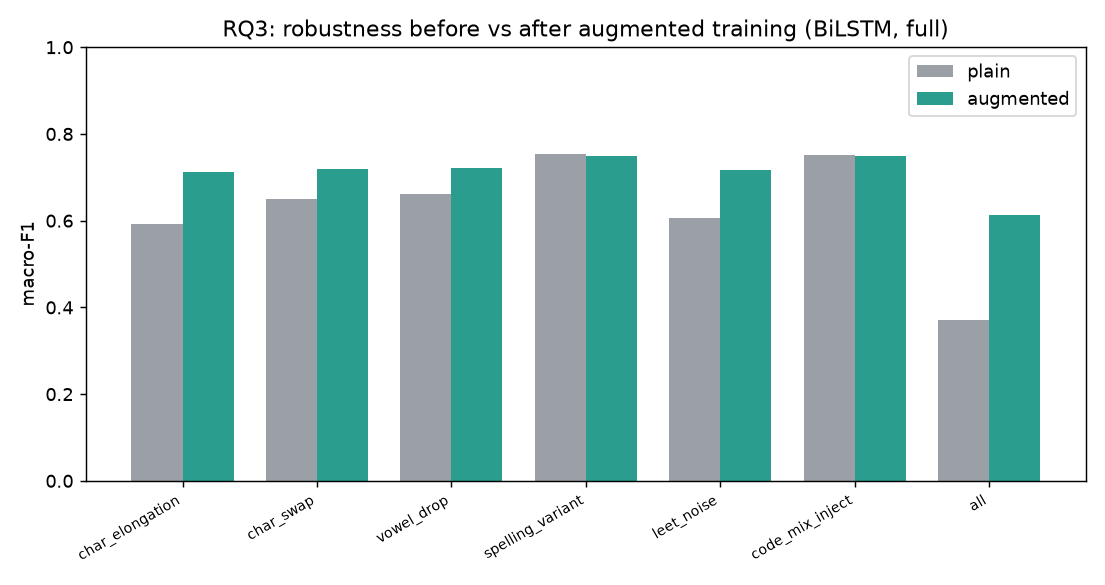 RQ3: robustness before vs after augmented training (BiLSTM, full)
plain
augmented
macro-F1
1.0
0.8
0.6
0.4
0.2
0.0
char_elongation
char_swap
vowel_drop
spelling_variant
leet_noise
code_mix_inject
all